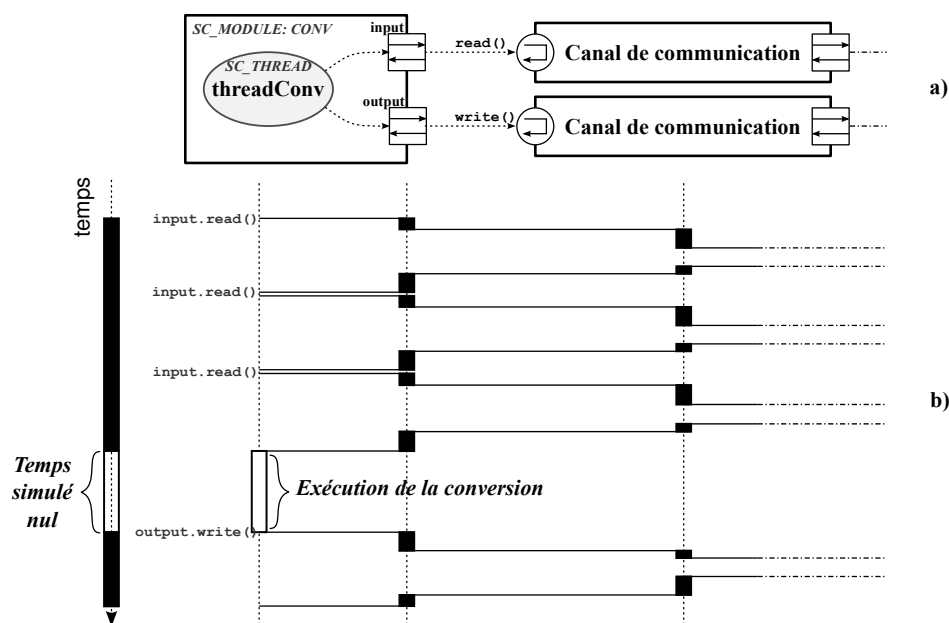 SC_MODULE: CONV
input
SC_THREAD
threadConv
read()
Canal de communication
output
write()
Canal de communication
a)
temps
input.read()
input.read()
input.read()
b)
Temps
simulé
nul
Exécution de la conversion
output.write()